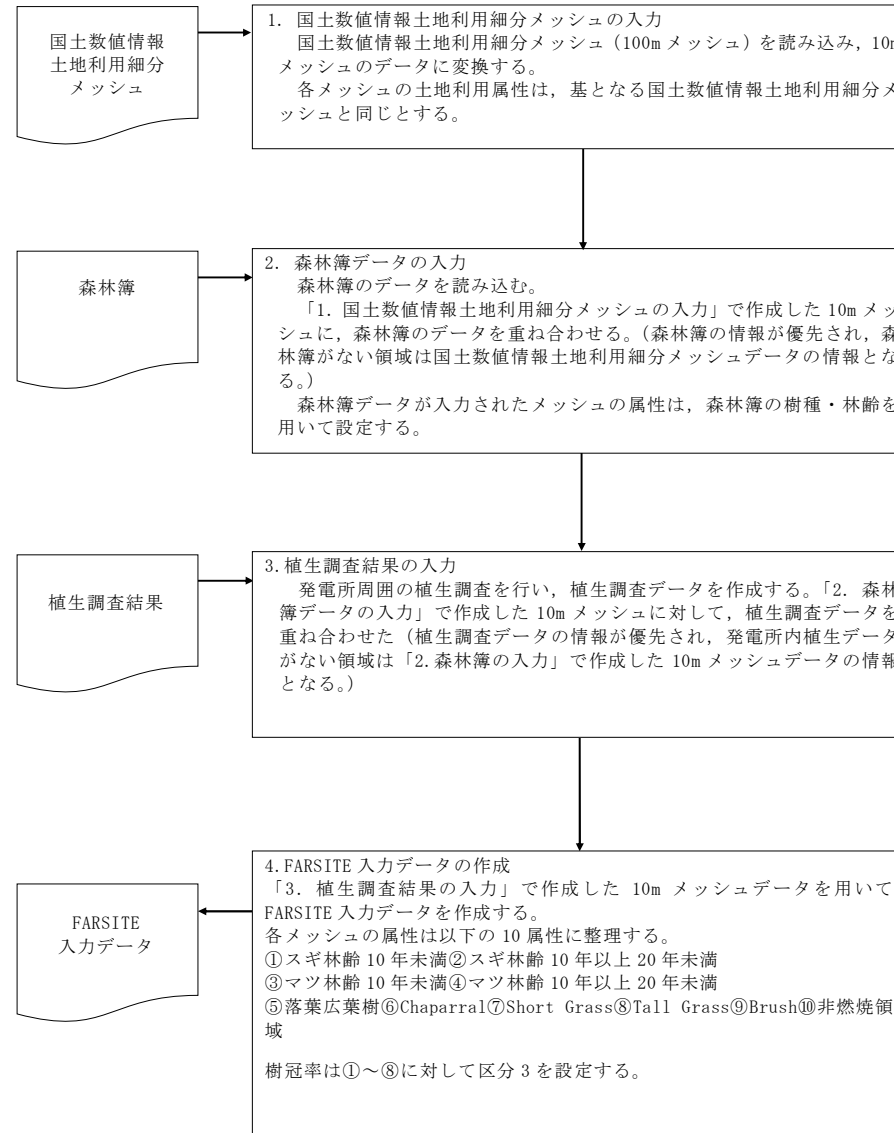 国土数値情報
土地利用細分
メッシュ
1. 国土数値情報土地利用細分メッシュの入力
国土数値情報土地利用細分メッシュ（100m メッシュ）を読み込み，10m
メッシュのデータに変換する。
各メッシュの土地利用属性は，基となる国土数値情報土地利用細分メ
ッシュと同じとする。
森林簿
2. 森林簿データの入力
森林簿のデータを読み込む。
「1. 国土数値情報土地利用細分メッシュの入力」で作成した 10m メッ
シュに，森林簿のデータを重ね合わせる。（森林簿の情報が優先され，森
林簿がない領域は国土数値情報土地利用細分メッシュデータの情報とな
る。）
森林簿データが入力されたメッシュの属性は，森林簿の樹種・林齢を
用いて設定する。
植生調査結果
3.植生調査結果の入力
発電所周囲の植生調査を行い，植生調査データを作成する。「2. 森林
簿データの入力」で作成した 10m メッシュに対して，植生調査データを
重ね合わせた（植生調査データの情報が優先され，発電所内植生データ
がない領域は「2.森林簿の入力」で作成した 10m メッシュデータの情報
となる。）
FARSITE
入力データ
4.FARSITE 入力データの作成
「3. 植生調査結果の入力」で作成した 10m メッシュデータを用いて
FARSITE 入力データを作成する。
各メッシュの属性は以下の 10 属性に整理する。
①スギ林齢 10 年未満②スギ林齢 10 年以上 20 年未満
③マツ林齢 10 年未満④マツ林齢 10 年以上 20 年未満
⑤落葉広葉樹⑥Chaparral⑦Short Grass⑧Tall Grass⑨Brush⑩非燃焼領
域
樹冠率は①～⑧に対して区分 3 を設定する。